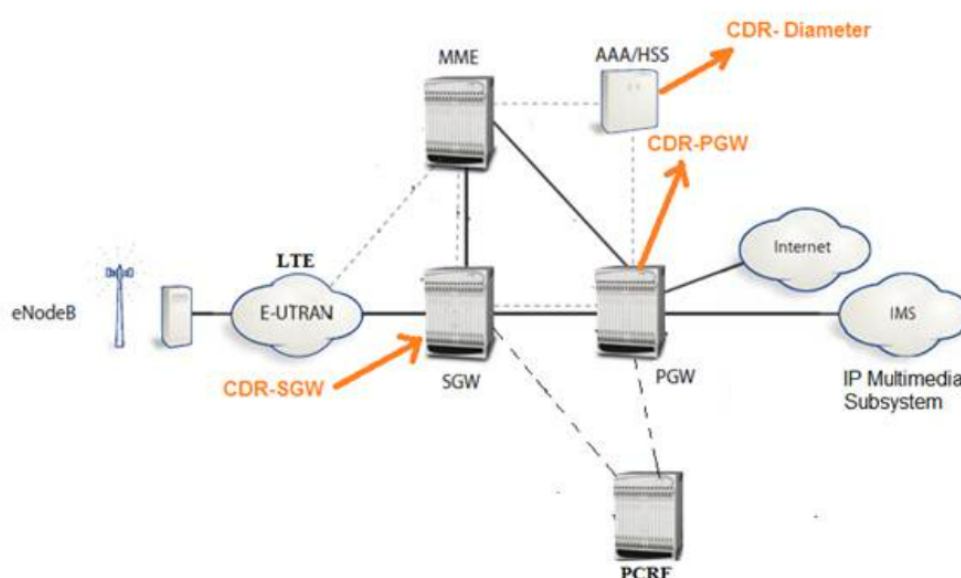 CDR- Diameter
MME
AAA/HSS
CDR-PGW
Internet
LTE
eNodeB
E-UTRAN
IMS
CDR-SGW
SGW
PGW
IP Multimedia
Subsystem
PCRF